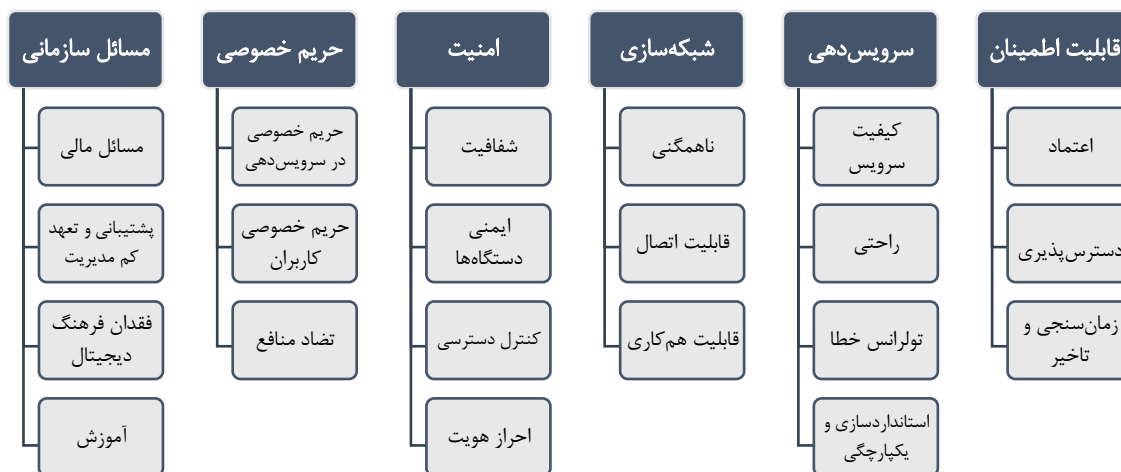 قابلیت اطمینان
اعتماد
دسترس‌پذیری
زمان‌سنجی و
تاخیر
سرویس‌دهی
کیفیت
سرویس
راحتی
تولرانس خطا
استانداردسازی و
یکپارچگی
شبکه‌سازی
ناهمگنی
قابلیت اتصال
قابلیت هم‌کاری
امنیت
شفافیت
ایمنی
دستگاه‌ها
کنترل دسترسی
احراز هویت
حریم خصوصی
حریم خصوصی
در سرویس‌دهی
حریم خصوصی
کاربران
تضاد منافع
مسائل سازمانی
مسائل مالی
پشتیبانی و تعهد
کم مدیریت
فقدان فرهنگ
دیجیتال
آموزش